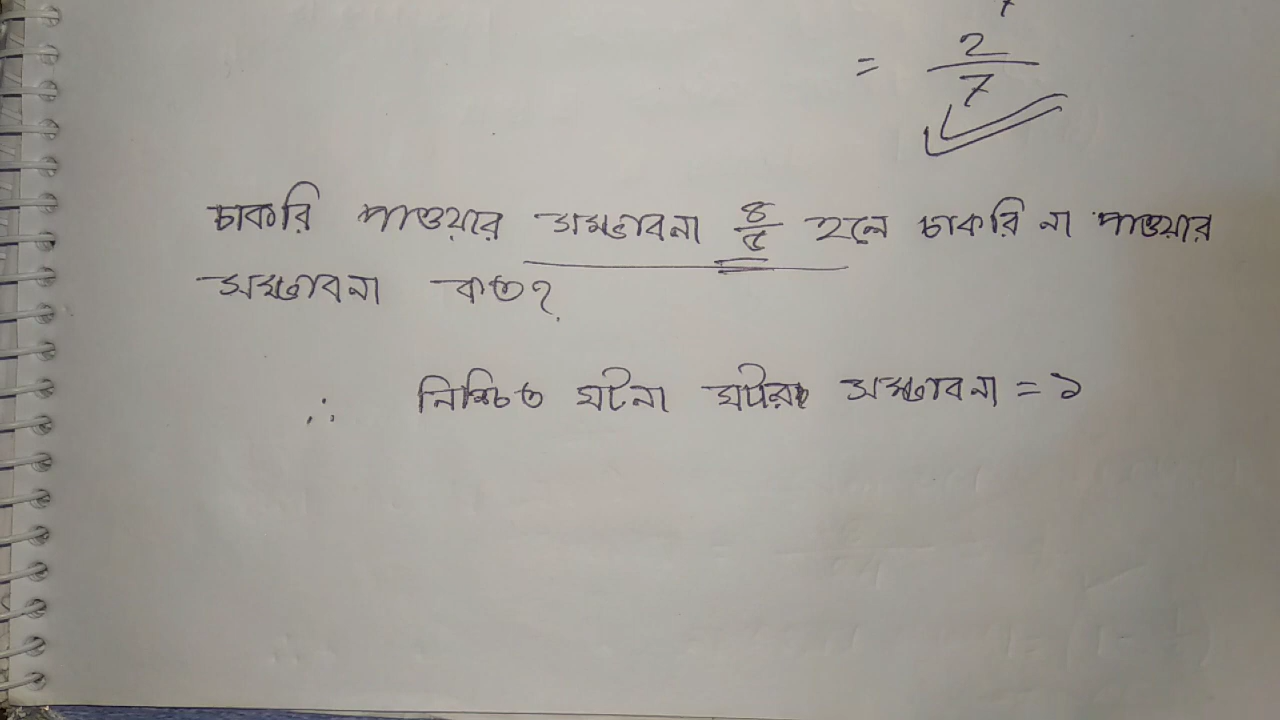 = 2/7
চাকরি পাওয়ার সম্ভাবনা ৪/৫ হলে চাকরি না পাওয়ার
সম্ভাবনা কত?
∴ নিশ্চিত ঘটনা ঘটার সম্ভাবনা = ১